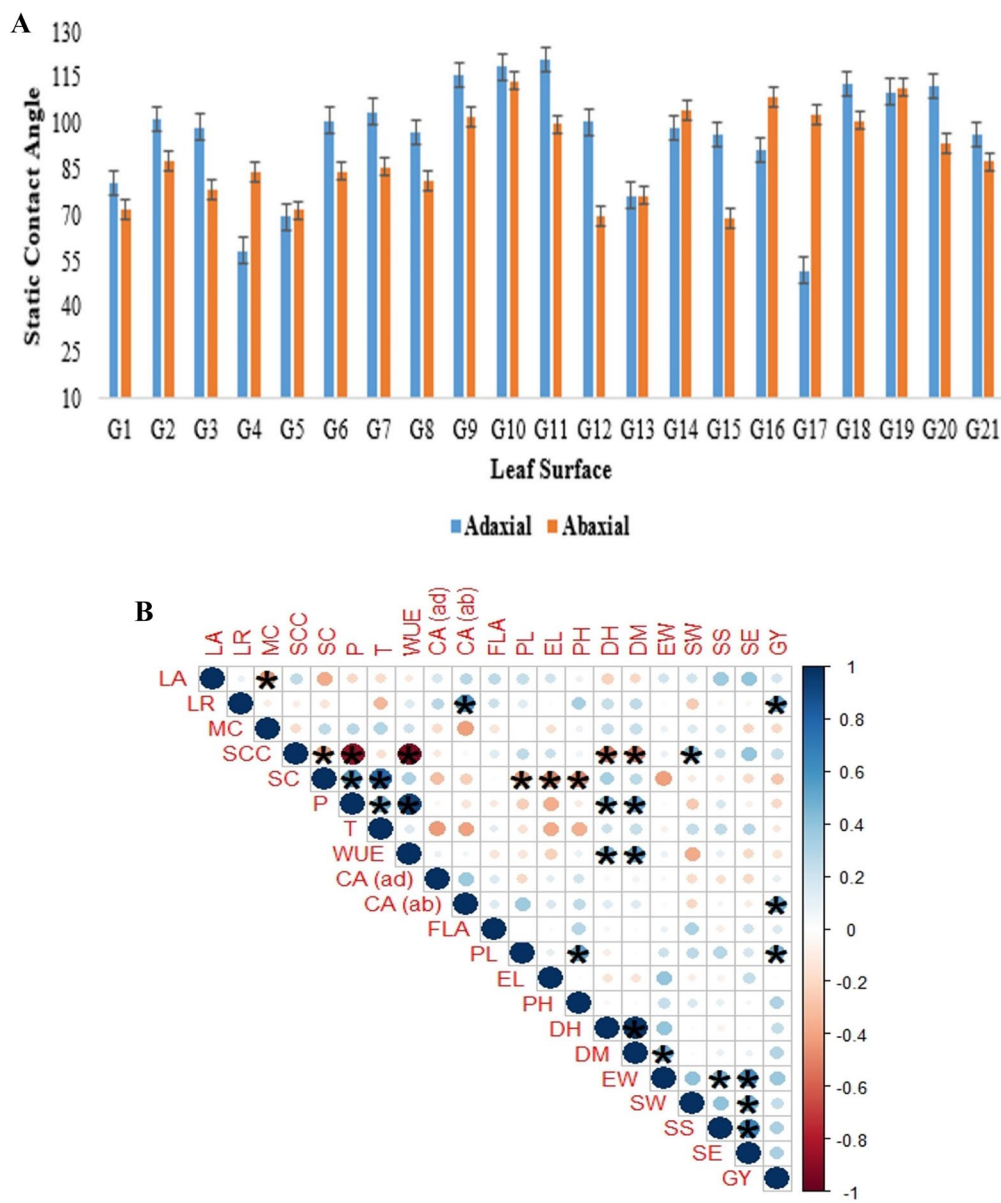 A
Static Contact Angle
130
115
100
85
70
55
40
25
10
G1 G2 G3 G4 G5 G6 G7 G8 G9 G10 G11 G12 G13 G14 G15 G16 G17 G18 G19 G20 G21
Leaf Surface
Adaxial Abaxial
B
LA LR MC SCC SC P T WUE CA (ad) CA (ab) FLA PL EL PH DH DM EW SW SS SE GY
LA
LR
MC
SCC
SC
P
T
WUE
CA (ad)
CA (ab)
FLA
PL
EL
PH
DH
DM
EW
SW
SS
SE
GY
1
0.8
0.6
0.4
0.2
0
-0.2
-0.4
-0.6
-0.8
-1